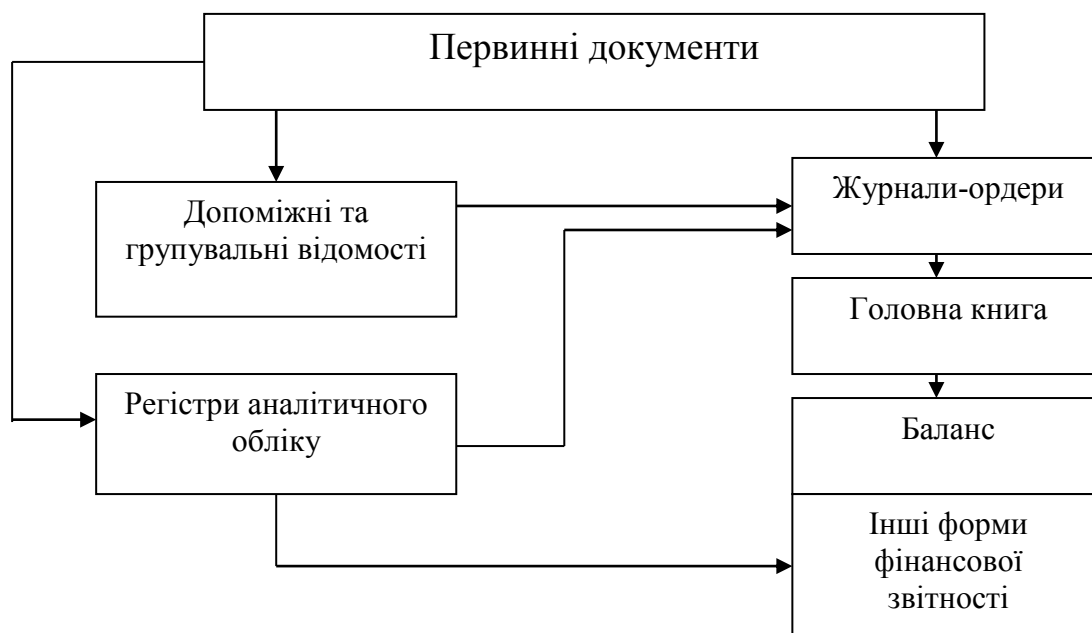 Первинні документи
Журнали-ордери
Допоміжні та
групувальні відомості
Головна книга
Регістри аналітичного
обліку
Баланс
Інші форми
фінансової
звітності